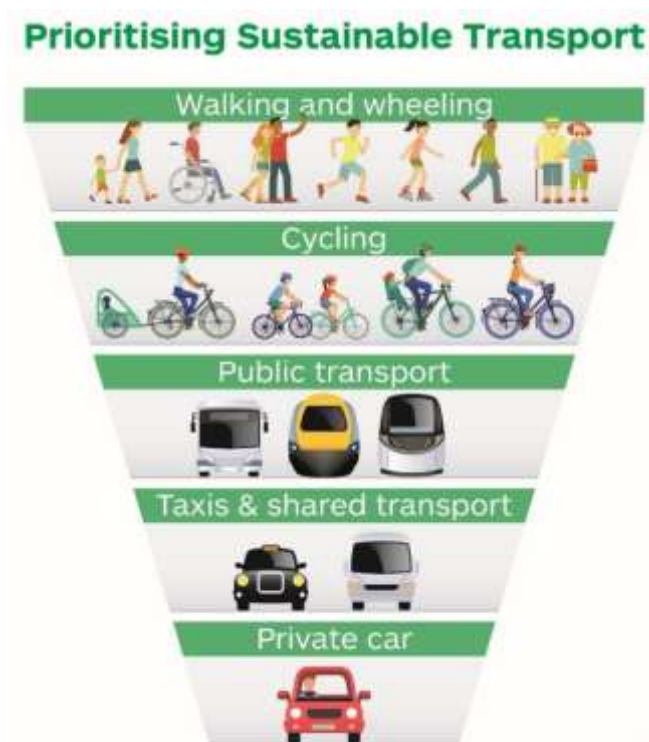 Prioritising Sustainable Transport
Walking and wheeling
Cycling
Public transport
Taxis & shared transport
Private car